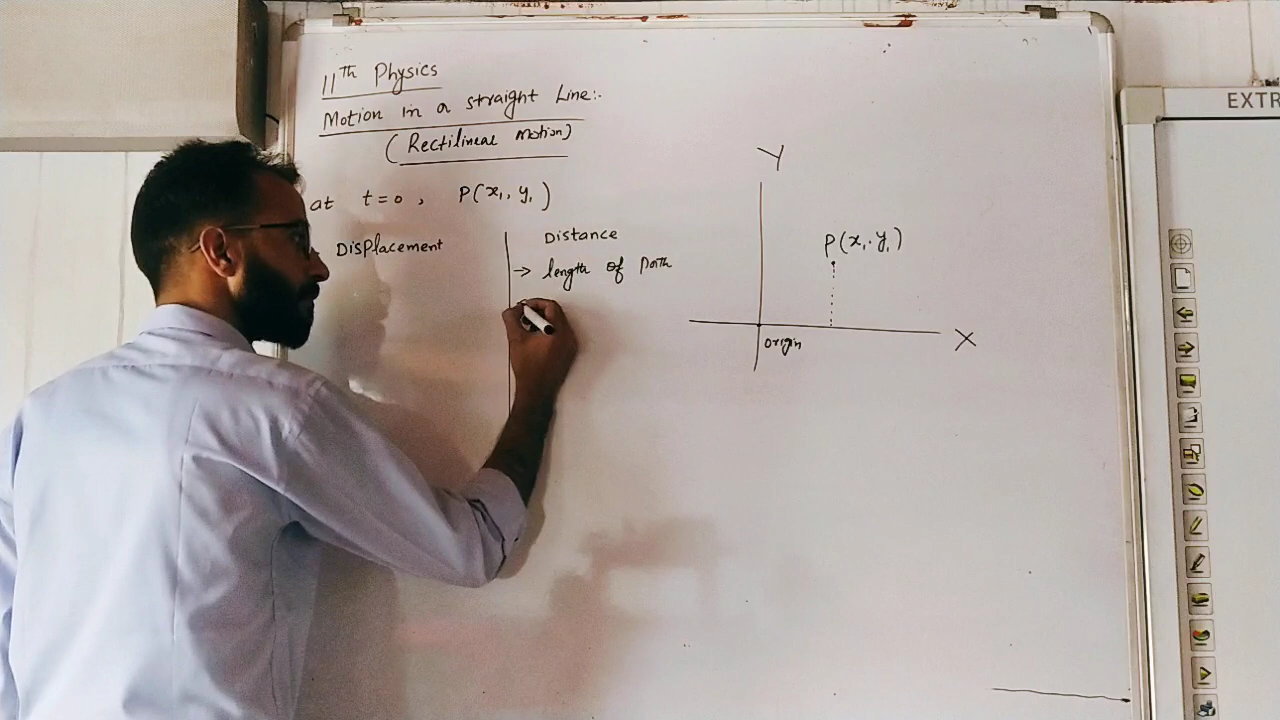 11th Physics
Motion in a straight Line:-
(Rectilinear motion)
at t=0, P(x₁, y₁)
Displacement
Distance
→ length of Path
Y
P(x₁, y₁)
origin
X
EXTR